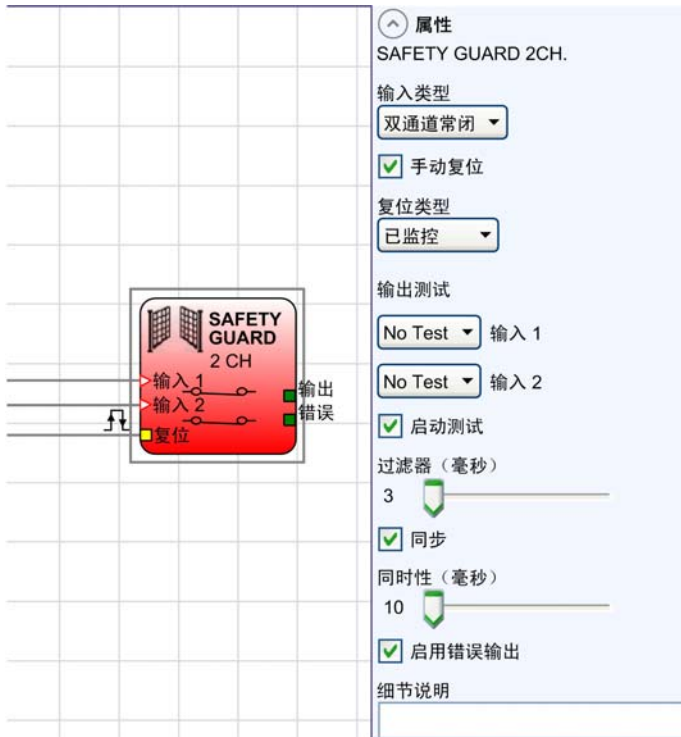 SAFETY
GUARD
2 CH
输入 1
输入 2
复位
输出
错误
属性
SAFETY GUARD 2CH.
输入类型
双通道常闭
手动复位
复位类型
已监控
输出测试
No Test 输入 1
No Test 输入 2
启动测试
过滤器（毫秒）
3
同步
同时性（毫秒）
10
启用错误输出
细节说明